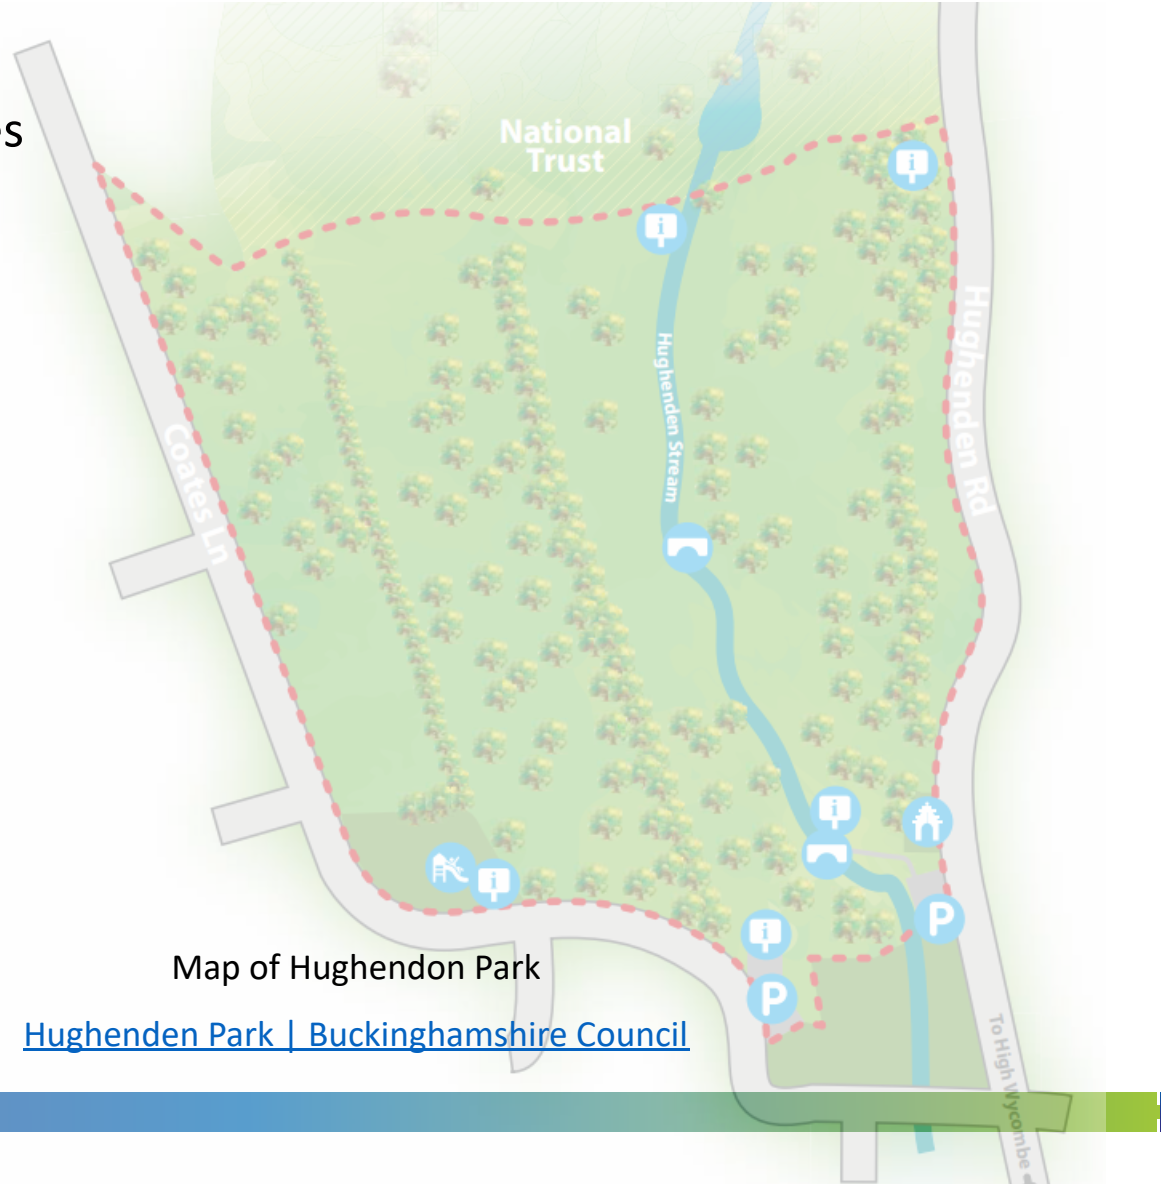 es
National
Trust
Hughenden Stream
Hughenden Rd
Coates Ln
i
i
i
i
i
P
P
Map of Hughendon Park
Hughenden Park | Buckinghamshire Council
To High Wycombe